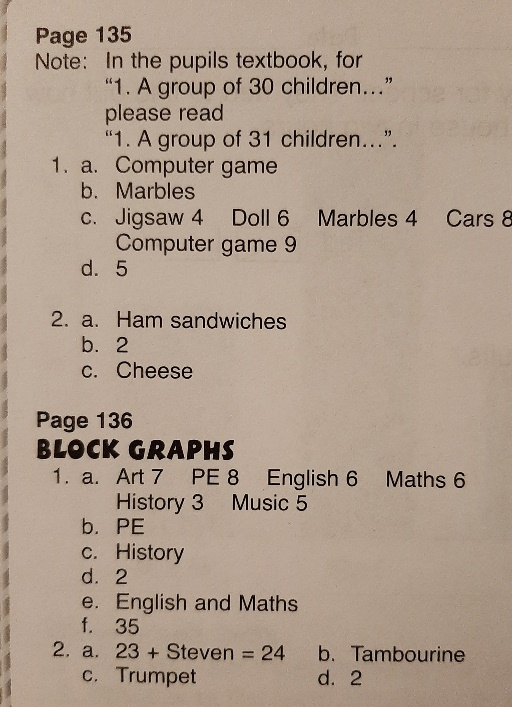 Page 135
Note: In the pupils textbook, for
“1. A group of 30 children...”
please read
“1. A group of 31 children...”.
1. a. Computer game
b. Marbles
c. Jigsaw 4 Doll 6 Marbles 4 Cars 8
Computer game 9
d. 5
2. a. Ham sandwiches
b. 2
c. Cheese
Page 136
BLOCK GRAPHS
1. a. Art 7 PE 8 English 6 Maths 6
History 3 Music 5
b. PE
c. History
d. 2
e. English and Maths
f. 35
2. a. 23 + Steven = 24 b. Tambourine
c. Trumpet d. 2